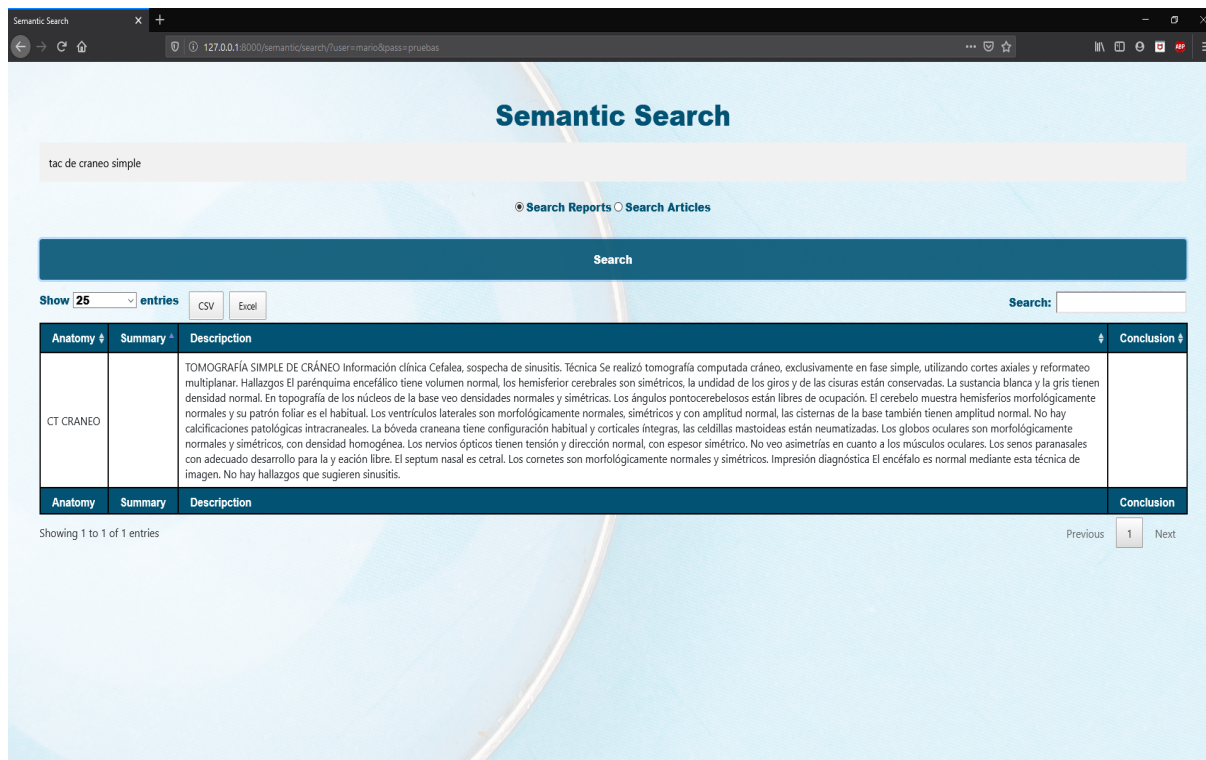 Semantic Search
127.0.0.1:8000/semantic/search/?user=mario&pass=pruebas
ABP
Semantic Search
tac de craneo simple
Search Reports Search Articles
Search
Show 25 entries CSV Excel Search:
Anatomy Summary Descripction Conclusion
TOMOGRAFÍA SIMPLE DE CRÁNEO Información clínica Cefalea, sospecha de sinusitis. Técnica Se realizó tomografía computada cráneo, exclusivamente en fase simple, utilizando cortes axiales y reformateo
multiplanar. Hallazgos El parénquima encefálico tiene volumen normal, los hemisferior cerebrales son simétricos, la undidad de los giros y de las cisuras están conservadas. La sustancia blanca y la gris tienen
densidad normal. En topografía de los núcleos de la base veo densidades normales y simétricas. Los ángulos pontocerebelosos están libres de ocupación. El cerebelo muestra hemisferios morfológicamente
normales y su patrón foliar es el habitual. Los ventrículos laterales son morfológicamente normales, simétricos y con amplitud normal, las cisternas de la base también tienen amplitud normal. No hay
CT CRANEO
calcificaciones patológicas intracraneales. La bóveda craneana tiene configuración habitual y corticales íntegras, las celdillas mastoideas están neumatizadas. Los globos oculares son morfológicamente
normales y simétricos, con densidad homogénea. Los nervios ópticos tienen tensión y dirección normal, con espesor simétrico. No veo asimetrías en cuanto a los músculos oculares. Los senos paranasales
con adecuado desarrollo para la y eación libre. El septum nasal es cetral. Los cornetes son morfológicamente normales y simétricos. Impresión diagnóstica El encéfalo es normal mediante esta técnica de
imagen. No hay hallazgos que sugieren sinusitis.
Anatomy Summary Descripction Conclusion
Showing 1 to 1 of 1 entries Previous 1 Next